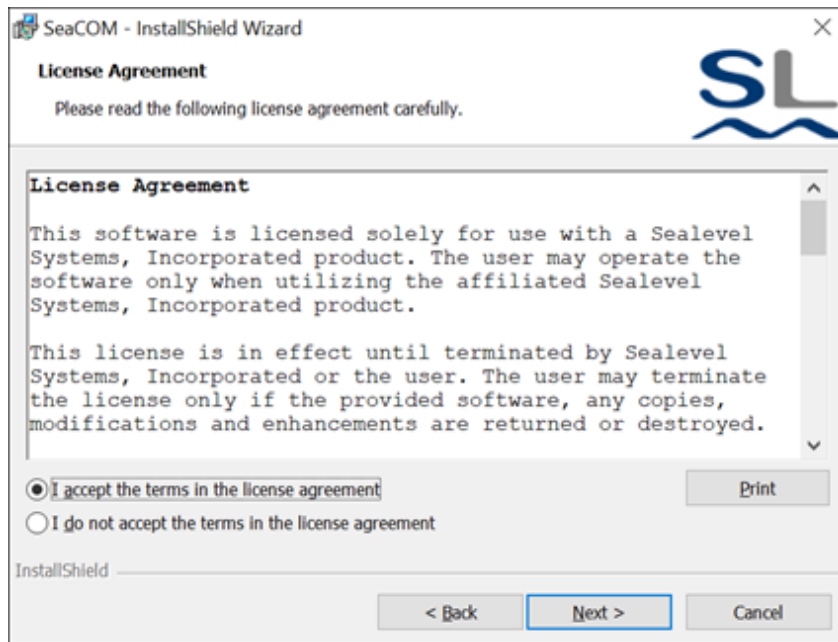 SeaCOM - InstallShield Wizard
License Agreement
Please read the following license agreement carefully.
SL
License Agreement
This software is licensed solely for use with a Sealevel
Systems, Incorporated product. The user may operate the
software only when utilizing the affiliated Sealevel
Systems, Incorporated product.
This license is in effect until terminated by Sealevel
Systems, Incorporated or the user. The user may terminate
the license only if the provided software, any copies,
modifications and enhancements are returned or destroyed.
I accept the terms in the license agreement
Print
I do not accept the terms in the license agreement
InstallShield
< Back
Next >
Cancel